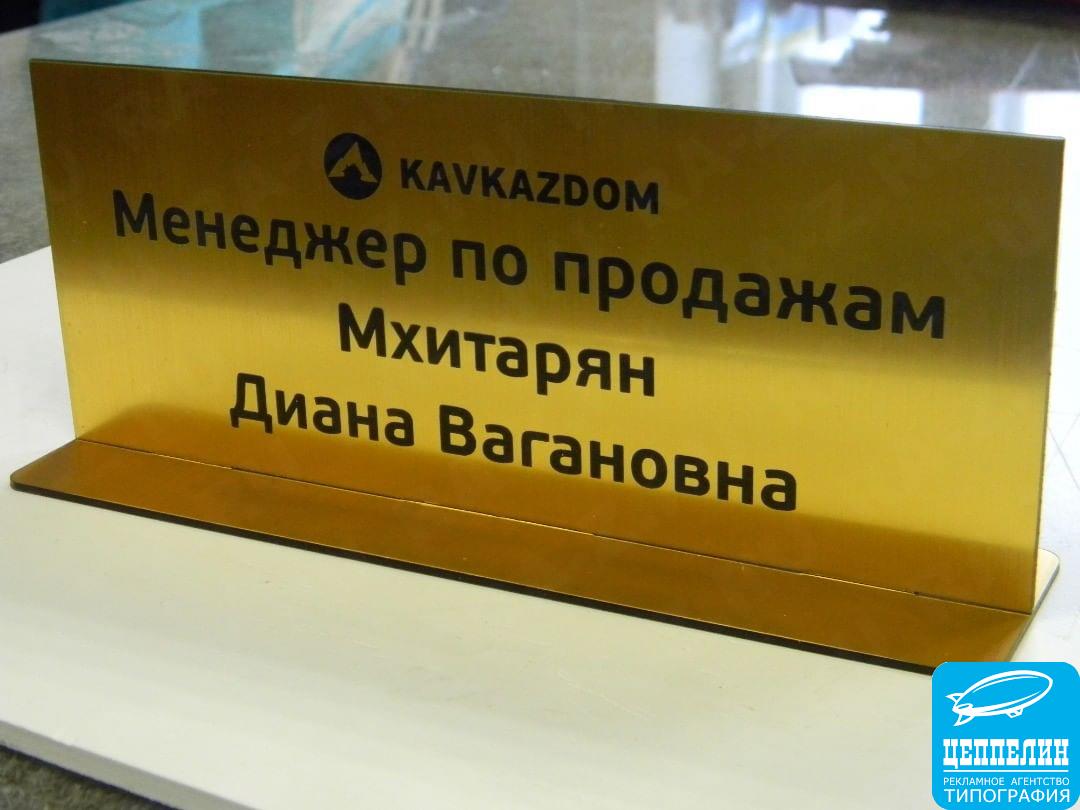 KAVKAZDOM
Менеджер по продажам
Мхитарян
Диана Вагановна
ЦЕППЕЛИН
РЕКЛАМНОЕ АГЕНТСТВО
ТИПОГРАФИЯ